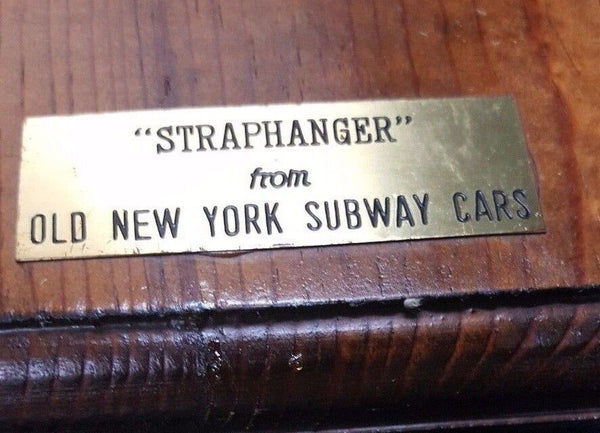 “STRAPHANGER”
from
OLD NEW YORK SUBWAY CARS